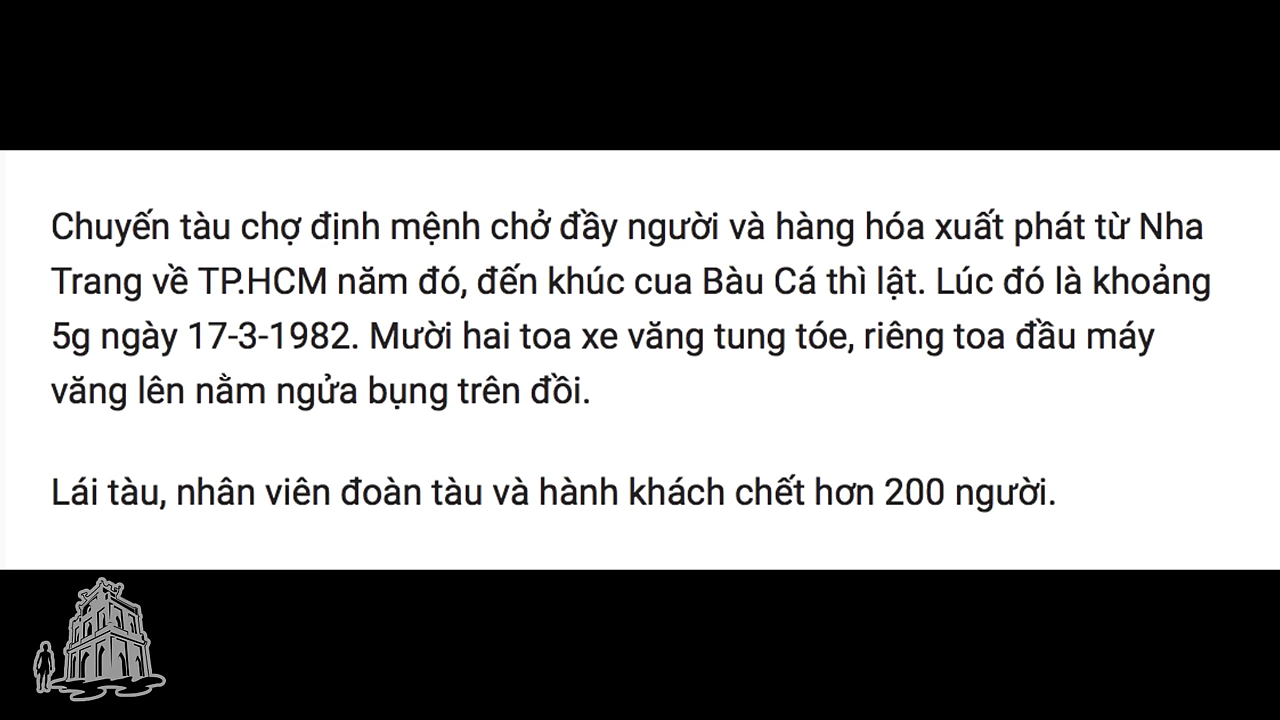 Chuyến tàu chợ định mệnh chở đầy người và hàng hóa xuất phát từ Nha
Trang về TP.HCM năm đó, đến khúc cua Bàu Cá thì lật. Lúc đó là khoảng
5g ngày 17-3-1982. Mười hai toa xe văng tung tóe, riêng toa đầu máy
văng lên nằm ngửa bụng trên đồi.
Lái tàu, nhân viên đoàn tàu và hành khách chết hơn 200 người.